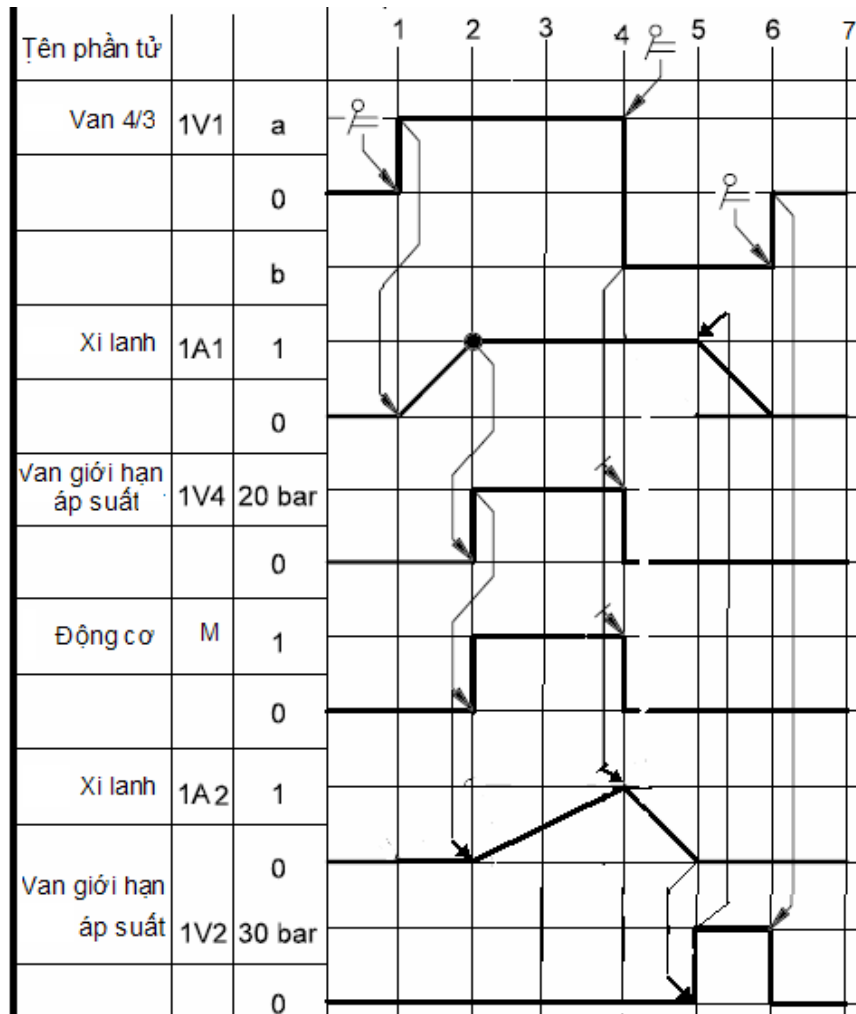 1 2 3 4 5 6 7
Tên phần tử
Van 4/3 1V1 a
0
b
Xi lanh 1A1 1
0
Van giới hạn
áp suất 1V4 20 bar
0
Động cơ M 1
0
Xi lanh 1A2 1
0
Van giới hạn
áp suất 1V2 30 bar
0